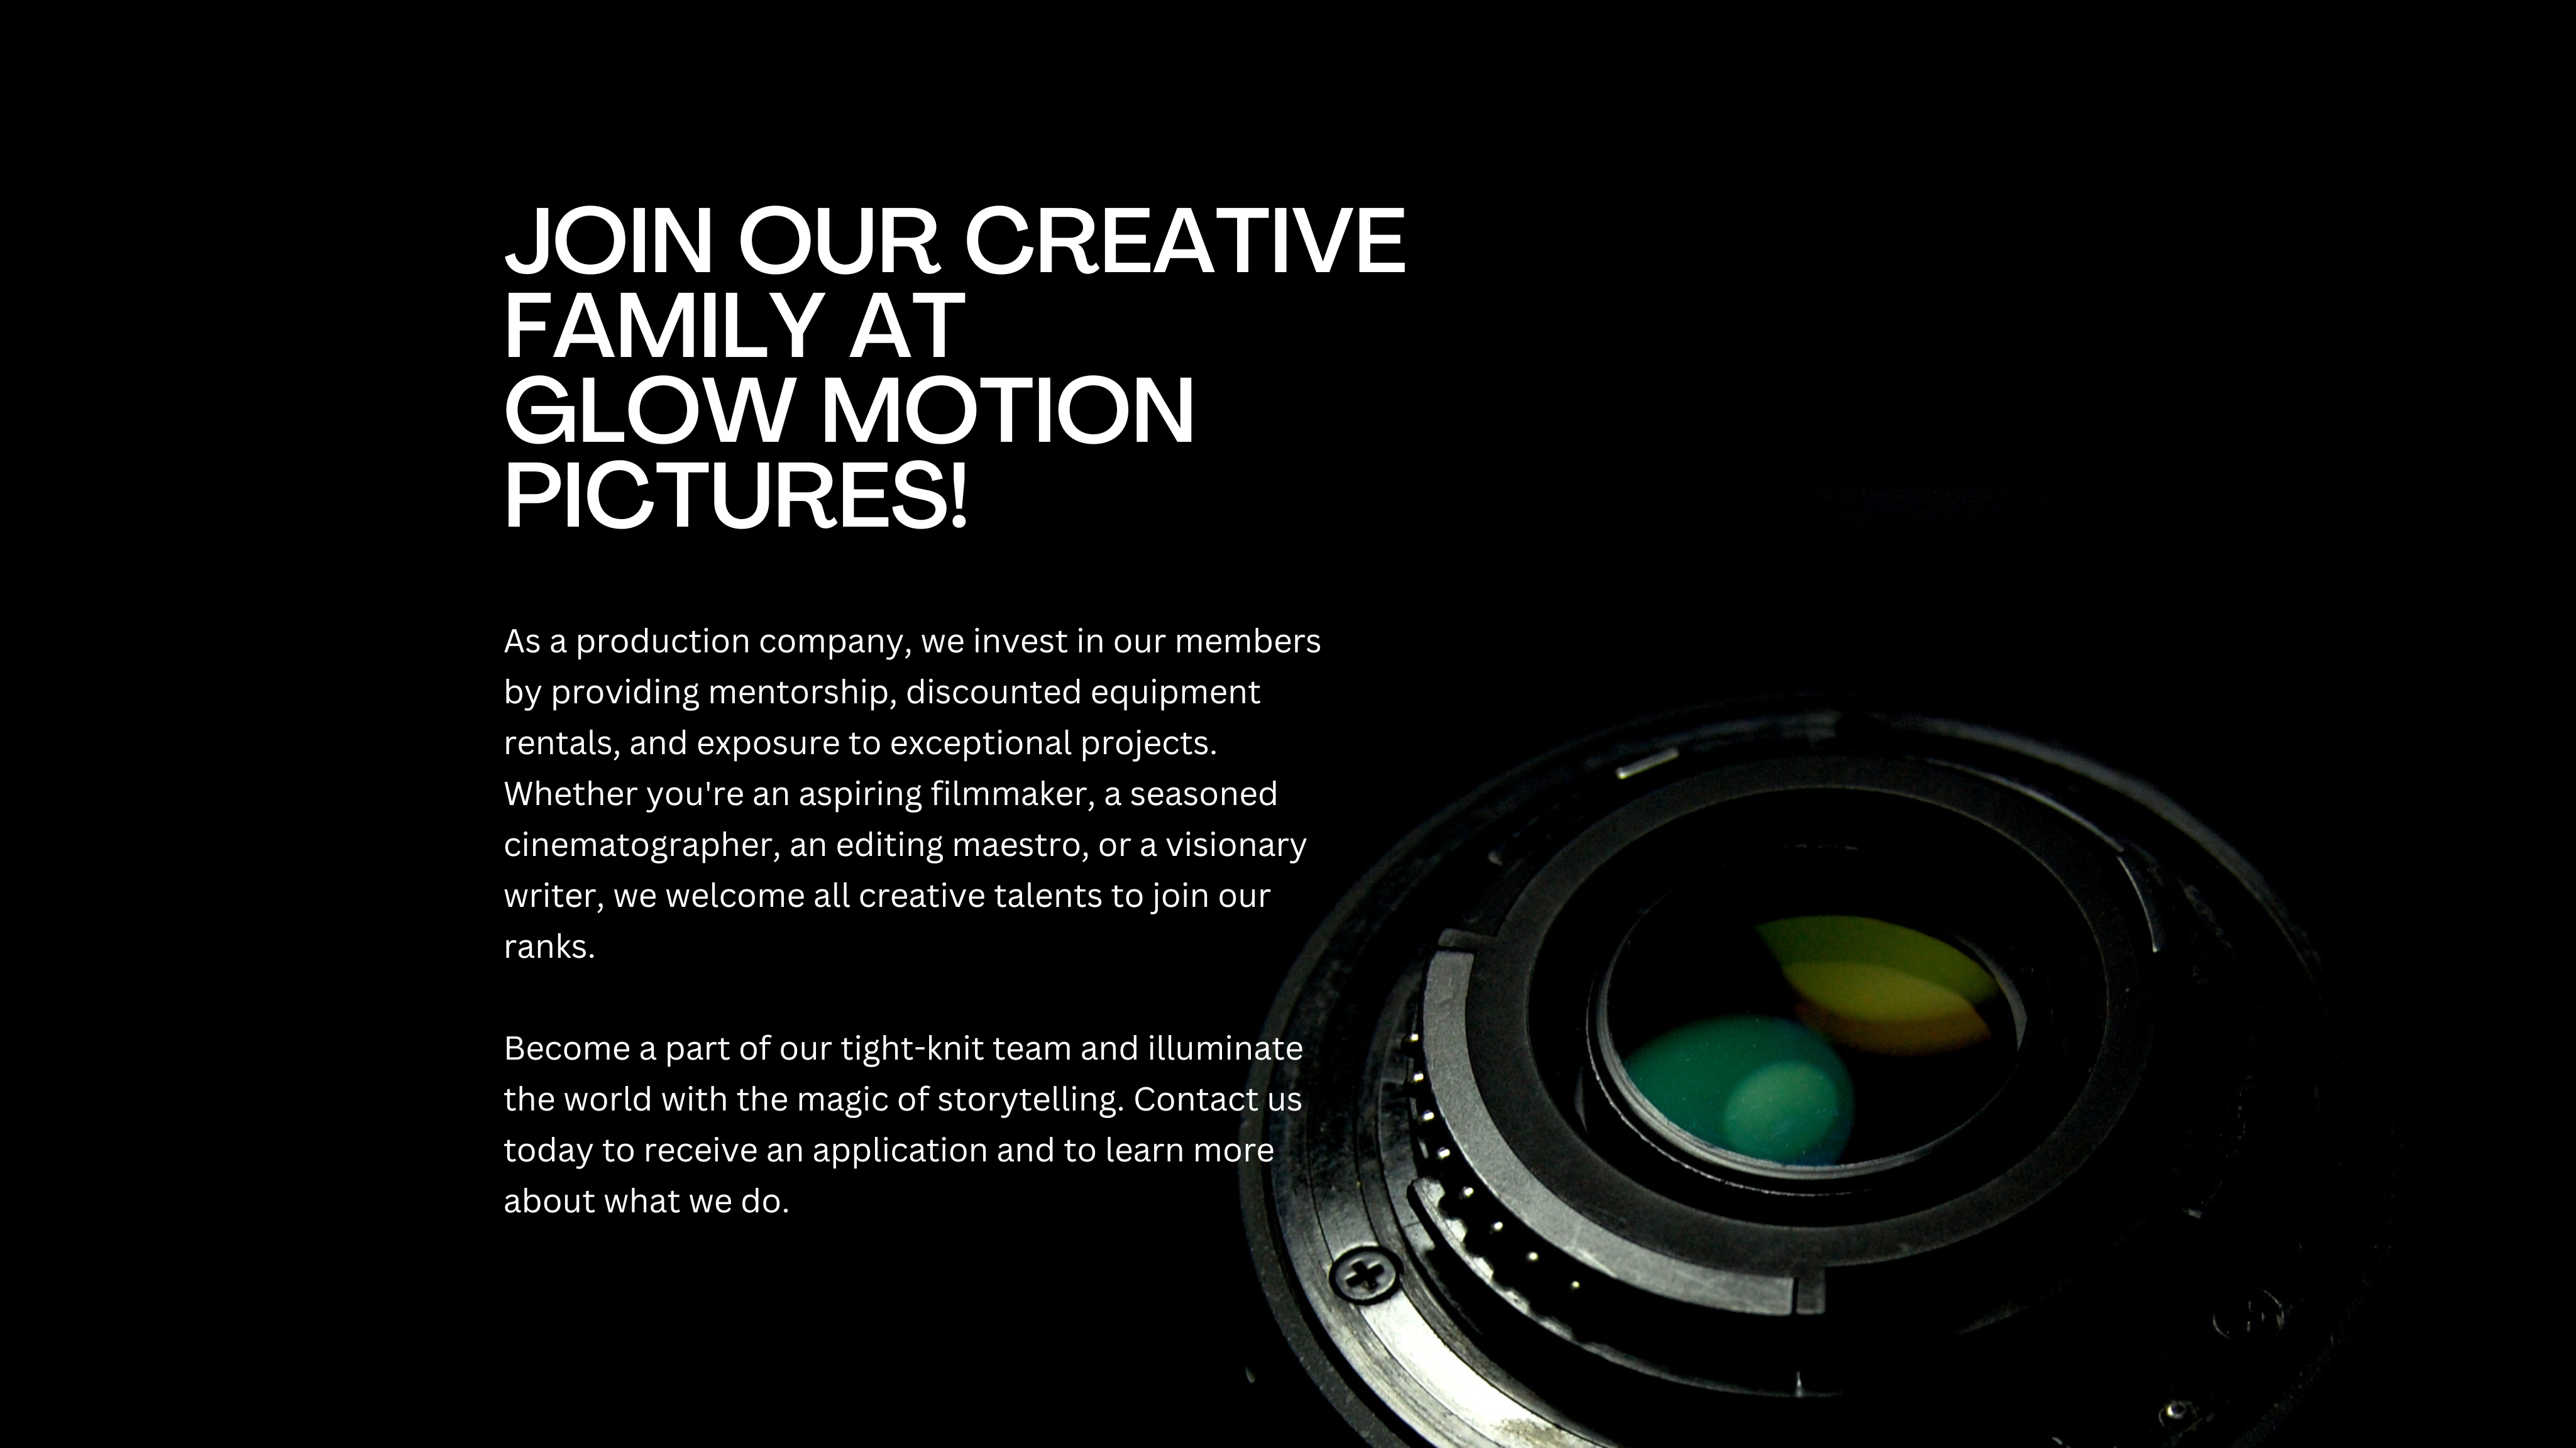 JOIN OUR CREATIVE
FAMILY AT
GLOW MOTION
PICTURES!
As a production company, we invest in our members
by providing mentorship, discounted equipment
rentals, and exposure to exceptional projects.
Whether you're an aspiring filmmaker, a seasoned
cinematographer, an editing maestro, or a visionary
writer, we welcome all creative talents to join our
ranks.
Become a part of our tight-knit team and illuminate
the world with the magic of storytelling. Contact us
today to receive an application and to learn more
about what we do.